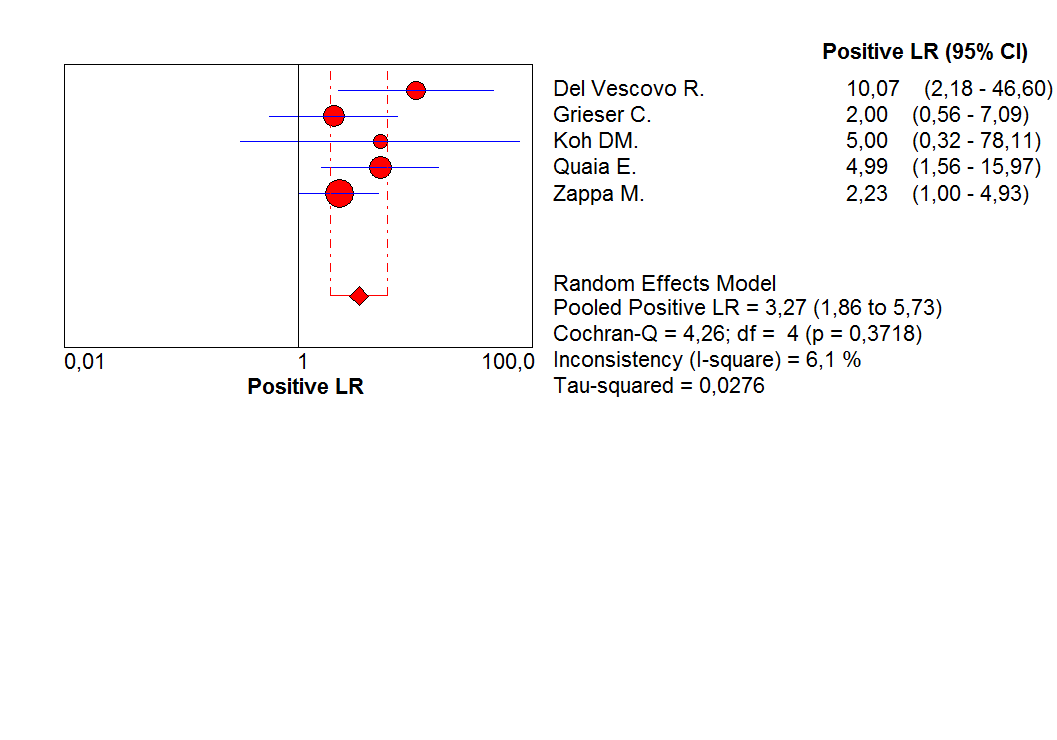 Positive LR (95% CI)
Del Vescovo R. 10,07 (2,18 - 46,60)
Grieser C. 2,00 (0,56 - 7,09)
Koh DM. 5,00 (0,32 - 78,11)
Quaia E. 4,99 (1,56 - 15,97)
Zappa M. 2,23 (1,00 - 4,93)
Random Effects Model
Pooled Positive LR = 3,27 (1,86 to 5,73)
Cochran-Q = 4,26; df = 4 (p = 0,3718)
Inconsistency (I-square) = 6,1 %
Tau-squared = 0,0276
0,01 1 100,0
Positive LR